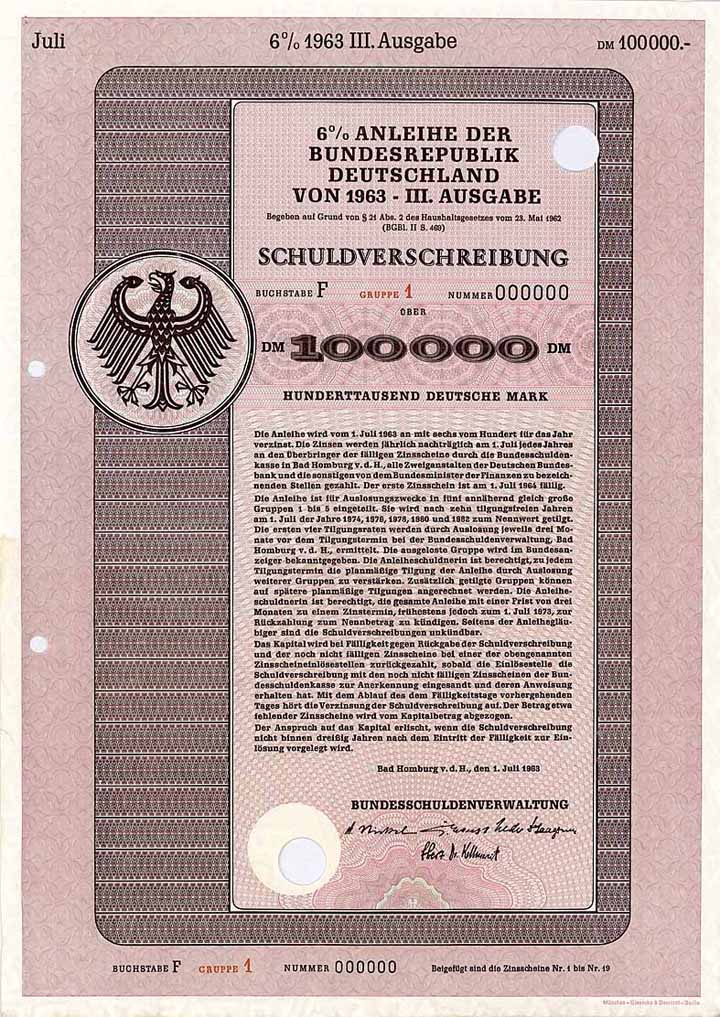 Juli 6% 1963 III. Ausgabe DM 100000.-
6% ANLEIHE DER
BUNDESREPUBLIK
DEUTSCHLAND
VON 1963 - III. AUSGABE
Begeben auf Grund von § 21 Abs. 2 des Haushaltsgesetzes vom 23. Mai 1962
(BGBl. II S. 469)
SCHULDVERSCHREIBUNG
BUCHSTABE F GRUPPE 1 NUMMER 000000
ÜBER
DM 100000 DM
HUNDERTTAUSEND DEUTSCHE MARK
Die Anleihe wird vom 1. Juli 1963 an mit sechs vom Hundert für das Jahr
verzinst. Die Zinsen werden jährlich nachträglich am 1. Juli jedes Jahres
an den Überbringer der fälligen Zinsscheine durch die Bundesschulden-
kasse in Bad Homburg v. d. H., alle Zweiganstalten der Deutschen Bundes-
bank und die sonstigen von dem Bundesminister der Finanzen zu bezeich-
nenden Stellen gezahlt. Der erste Zinsschein ist am 1. Juli 1964 fällig.
Die Anleihe ist für Auslosungszwecke in fünf annähernd gleich große
Gruppen 1 bis 5 eingeteilt. Sie wird nach zehn tilgungsfreien Jahren
am 1. Juli der Jahre 1974, 1976, 1978, 1980 und 1982 zum Nennwert getilgt.
Die ersten vier Tilgungsraten werden durch Auslosung jeweils drei Mo-
nate vor dem Tilgungstermin bei der Bundesschuldenverwaltung, Bad
Homburg v. d. H., ermittelt. Die ausgeloste Gruppe wird im Bundesan-
zeiger bekanntgegeben. Die Anleiheschuldnerin ist berechtigt, zu jedem
Tilgungstermin die planmäßige Tilgung der Anleihe durch Auslosung
weiterer Gruppen zu verstärken. Zusätzlich getilgte Gruppen können
auf spätere planmäßige Tilgungen angerechnet werden. Die Anleihe-
schuldnerin ist berechtigt, die gesamte Anleihe mit einer Frist von drei
Monaten zu einem Zinstermin, frühestens jedoch zum 1. Juli 1973, zur
Rückzahlung zum Nennbetrag zu kündigen. Seitens der Anleihegläu-
biger sind die Schuldverschreibungen unkündbar.
Das Kapital wird bei Fälligkeit gegen Rückgabe der Schuldverschreibung
und der noch nicht fälligen Zinsscheine bei einer der obengenannten
Zinsscheineinlösestellen zurückgezahlt, sobald die Einlösestelle die
Schuldverschreibung mit den noch nicht fälligen Zinsscheinen der Bun-
desschuldenkasse zur Anerkennung eingesandt und deren Anweisung
erhalten hat. Mit dem Ablauf des dem Fälligkeitstage vorhergehenden
Tages hört die Verzinsung der Schuldverschreibung auf. Der Betrag etwa
fehlender Zinsscheine wird vom Kapitalbetrag abgezogen.
Der Anspruch auf das Kapital erlischt, wenn die Schuldverschreibung
nicht binnen dreißig Jahren nach dem Eintritt der Fälligkeit zur Ein-
lösung vorgelegt wird.
Bad Homburg v. d. H., den 1. Juli 1963
BUNDESSCHULDENVERWALTUNG
BUCHSTABE F GRUPPE 1 NUMMER 000000 Beigefügt sind die Zinsscheine Nr. 1 bis Nr. 19
München - Giesecke & Devrient - Berlin